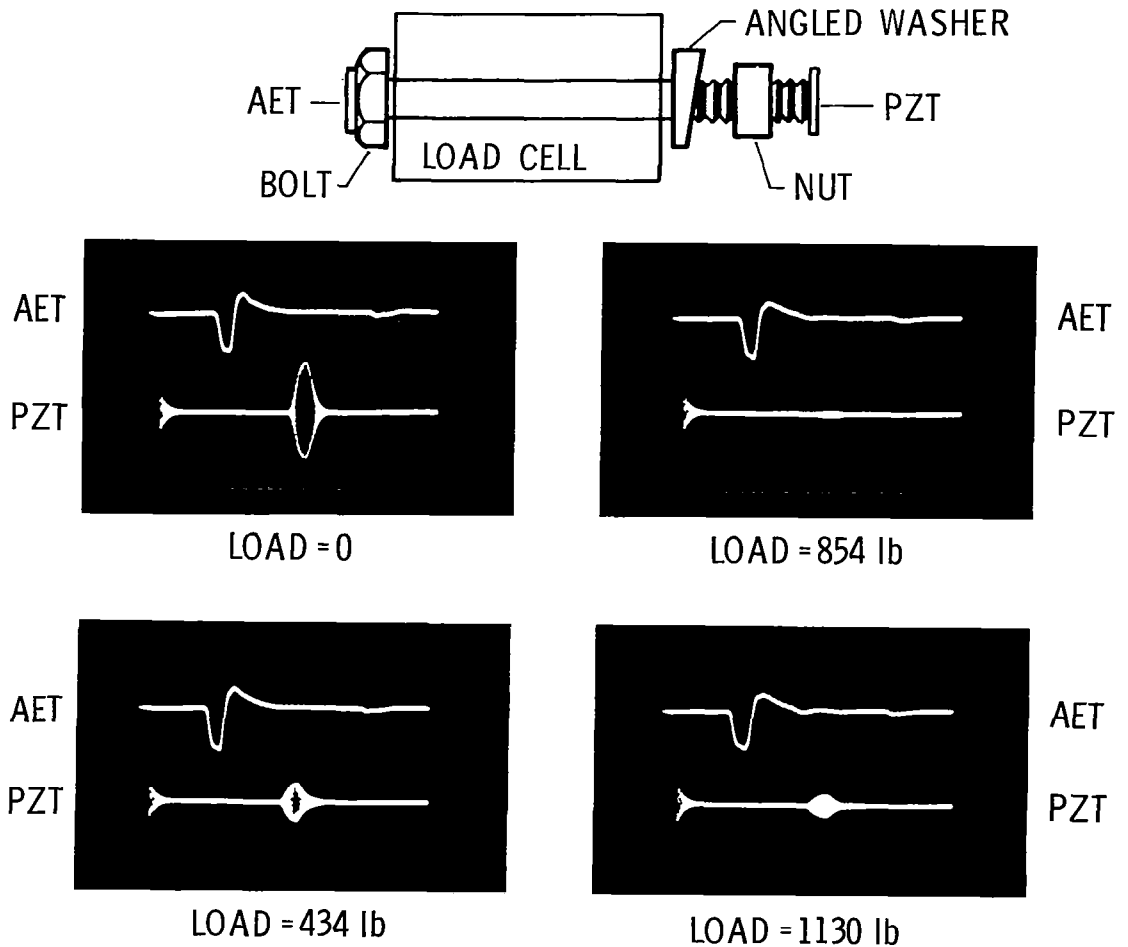 ANGLED WASHER
AET
PZT
LOAD CELL
BOLT
NUT
AET
AET
PZT
PZT
LOAD = 0
LOAD = 854 lb
AET
AET
PZT
PZT
LOAD = 434 lb
LOAD = 1130 lb